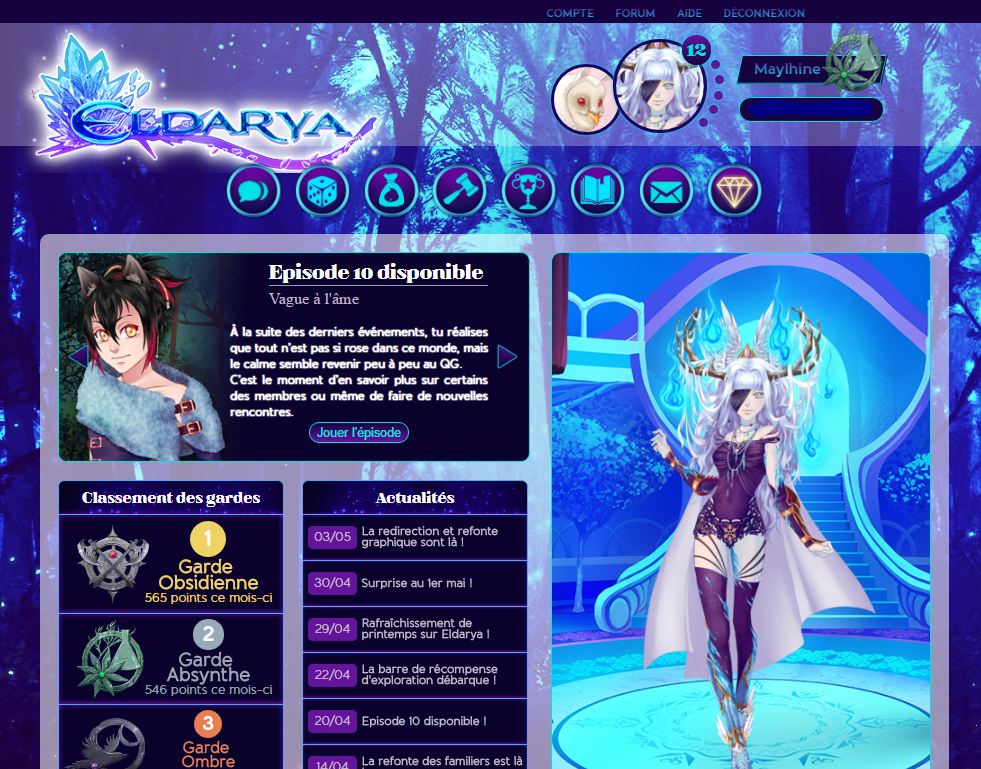 COMPTE FORUM AIDE DÉCONNEXION
ELDARYA
12
Maylhine
Episode 10 disponible
Vague à l'âme
À la suite des derniers événements, tu réalises
que tout n'est pas si rose dans ce monde, mais
le calme semble revenir peu à peu au QG.
C'est le moment d'en savoir plus sur certains
des membres ou même de faire de nouvelles
rencontres.
Jouer l'épisode
Classement des gardes
1
Garde
Obsidienne
565 points ce mois-ci
2
Garde
Absynthe
546 points ce mois-ci
3
Garde
Ombre
Actualités
03/05 La redirection et refonte
graphique sont là !
30/04 Surprise au 1er mai !
29/04 Rafraîchissement de
printemps sur Eldarya !
22/04 La barre de récompense
d'exploration débarque !
20/04 Episode 10 disponible !
14/04 La refonte des familiers est là